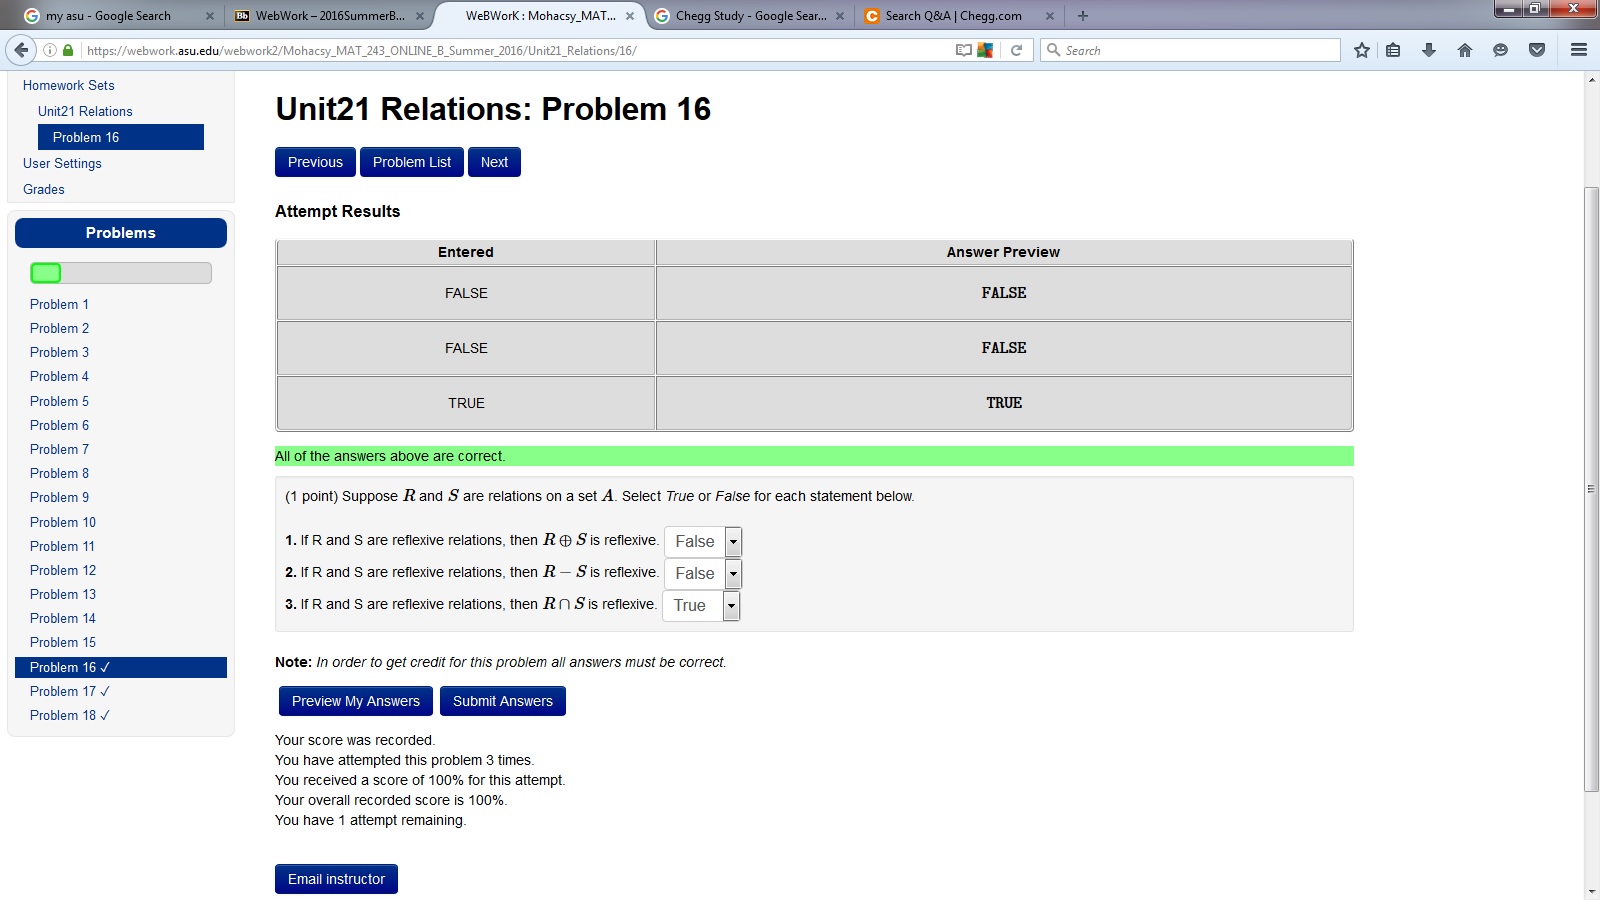 my asu - Google Search
WebWork – 2016SummerB...
WeBWorK : Mohacsy_MAT...
Chegg Study - Google Sear...
Search Q&A | Chegg.com
https://webwork.asu.edu/webwork2/Mohacsy_MAT_243_ONLINE_B_Summer_2016/Unit21_Relations/16/
Search
Homework Sets
Unit21 Relations
Problem 16
User Settings
Grades
Problems
Problem 1
Problem 2
Problem 3
Problem 4
Problem 5
Problem 6
Problem 7
Problem 8
Problem 9
Problem 10
Problem 11
Problem 12
Problem 13
Problem 14
Problem 15
Problem 16 ✓
Problem 17 ✓
Problem 18 ✓
Unit21 Relations: Problem 16
Previous Problem List Next
Attempt Results
Entered Answer Preview
FALSE FALSE
FALSE FALSE
TRUE TRUE
All of the answers above are correct.
(1 point) Suppose R and S are relations on a set A. Select True or False for each statement below.
1. If R and S are reflexive relations, then R ⊕ S is reflexive. False
2. If R and S are reflexive relations, then R − S is reflexive. False
3. If R and S are reflexive relations, then R ∩ S is reflexive. True
Note: In order to get credit for this problem all answers must be correct.
Preview My Answers Submit Answers
Your score was recorded.
You have attempted this problem 3 times.
You received a score of 100% for this attempt.
Your overall recorded score is 100%.
You have 1 attempt remaining.
Email instructor